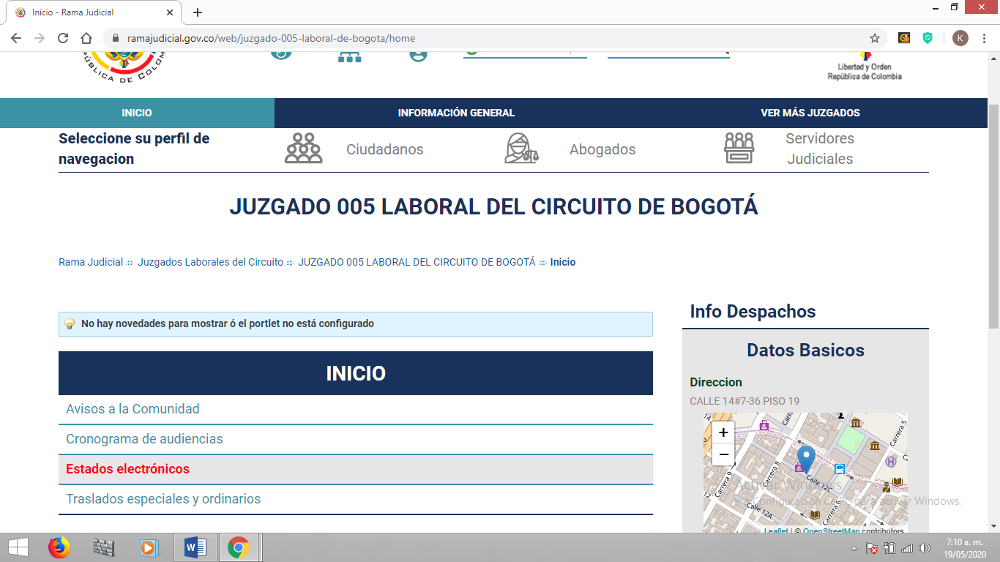 Inicio - Rama Judicial
ramajudicial.gov.co/web/juzgado-005-laboral-de-bogota/home
K
PÚBLICA DE COLOM
Libertad y Orden
República de Colombia
INICIO
INFORMACIÓN GENERAL
VER MÁS JUZGADOS
Seleccione su perfil de
navegacion
Ciudadanos
Abogados
Servidores
Judiciales
JUZGADO 005 LABORAL DEL CIRCUITO DE BOGOTÁ
Rama Judicial Juzgados Laborales del Circuito JUZGADO 005 LABORAL DEL CIRCUITO DE BOGOTÁ Inicio
No hay novedades para mostrar ó el portlet no está configurado
INICIO
Avisos a la Comunidad
Cronograma de audiencias
Estados electrónicos
Traslados especiales y ordinarios
Info Despachos
Datos Basicos
Direccion
CALLE 14#7-36 PISO 19
+
−
Carrera 5
Carrera 8
Carrera 9
Calle 12C
Carrera 6
Calle 12A
H
Activar Windows
Ir a Configuración de PC para activar Windows.
Leaflet | © OpenStreetMap contributors
7:10 a. m.
19/05/2020